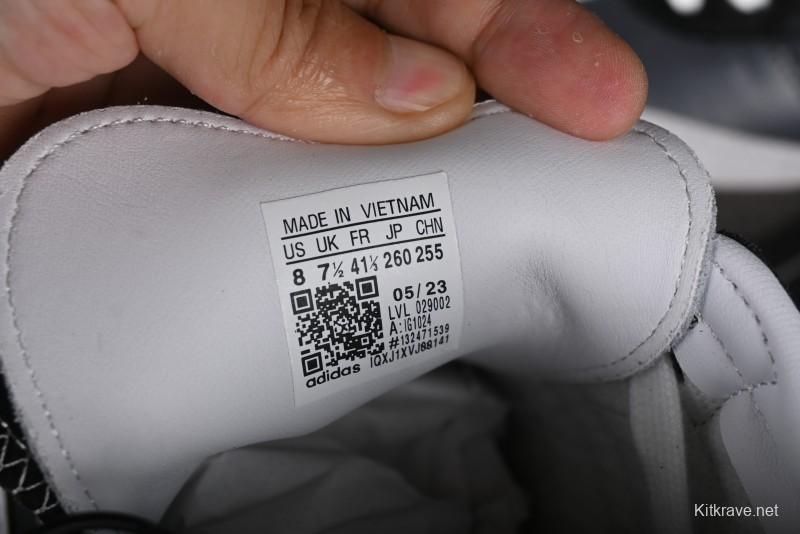 MADE IN VIETNAM
US UK FR JP CHN
8 7½ 41⅓ 260 255
05/23
LVL 029002
A:IG1024
#132471539
IQXJ1XVJ88141
adidas
Kitkrave.net